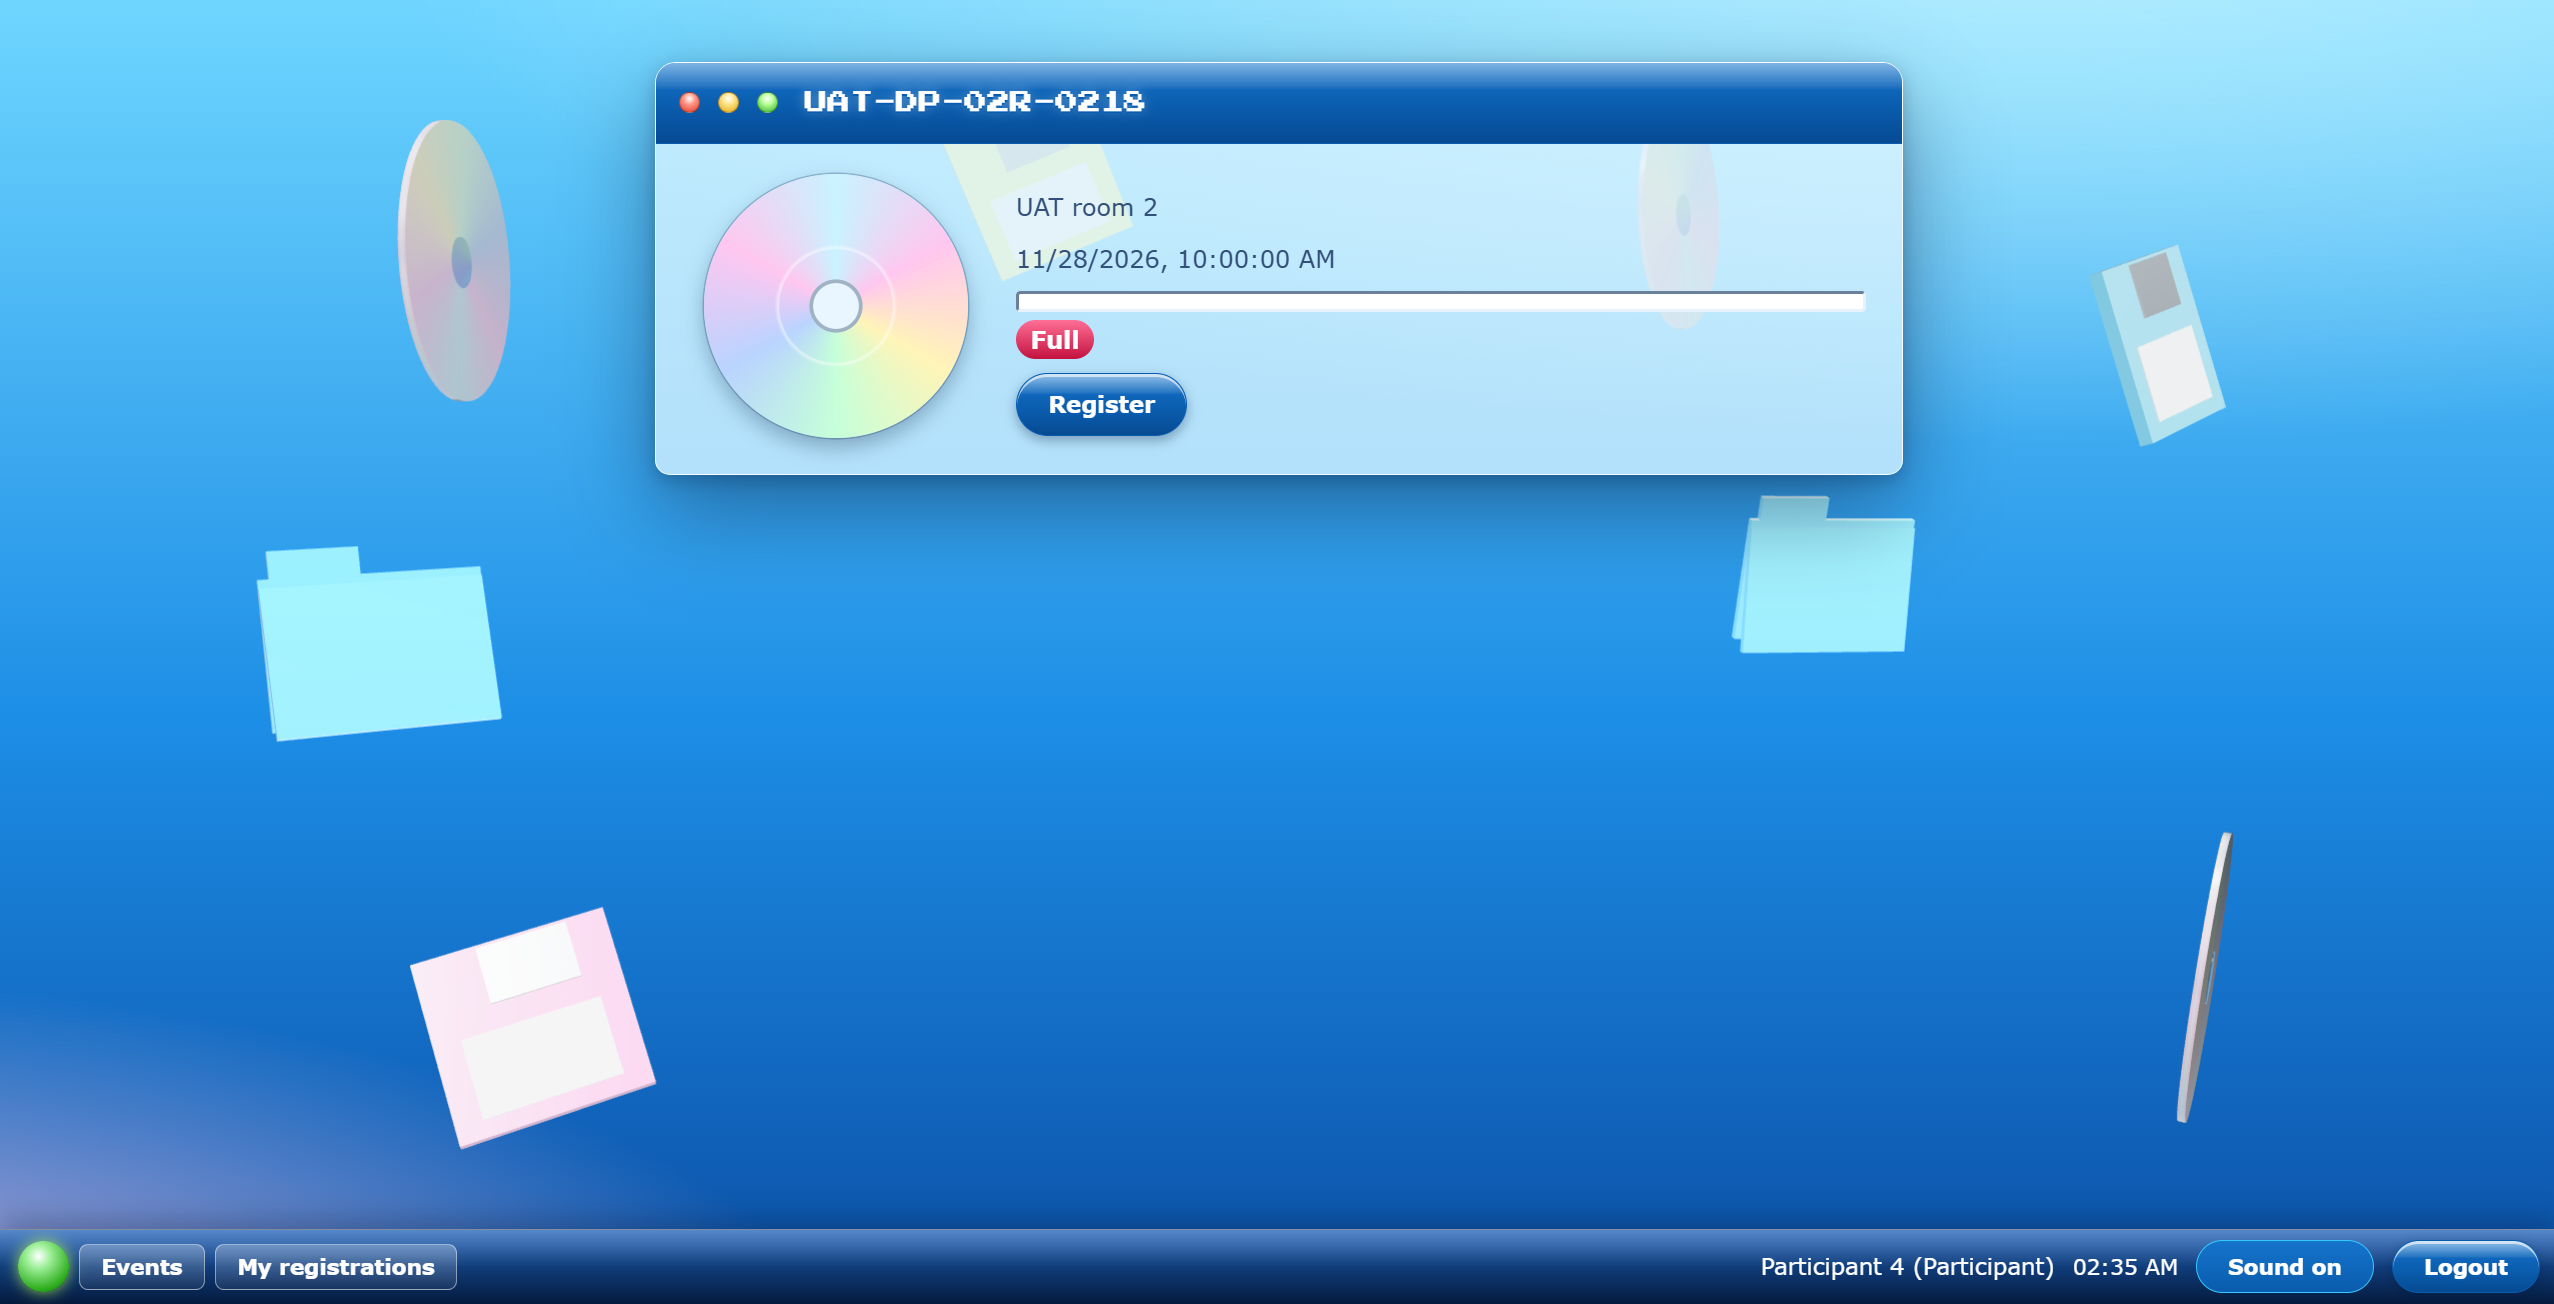 UAT-DP-02R-0218
UAT room 2
11/28/2026, 10:00:00 AM
Full
Register
Events
My registrations
Participant 4 (Participant)
02:35 AM
Sound on
Logout